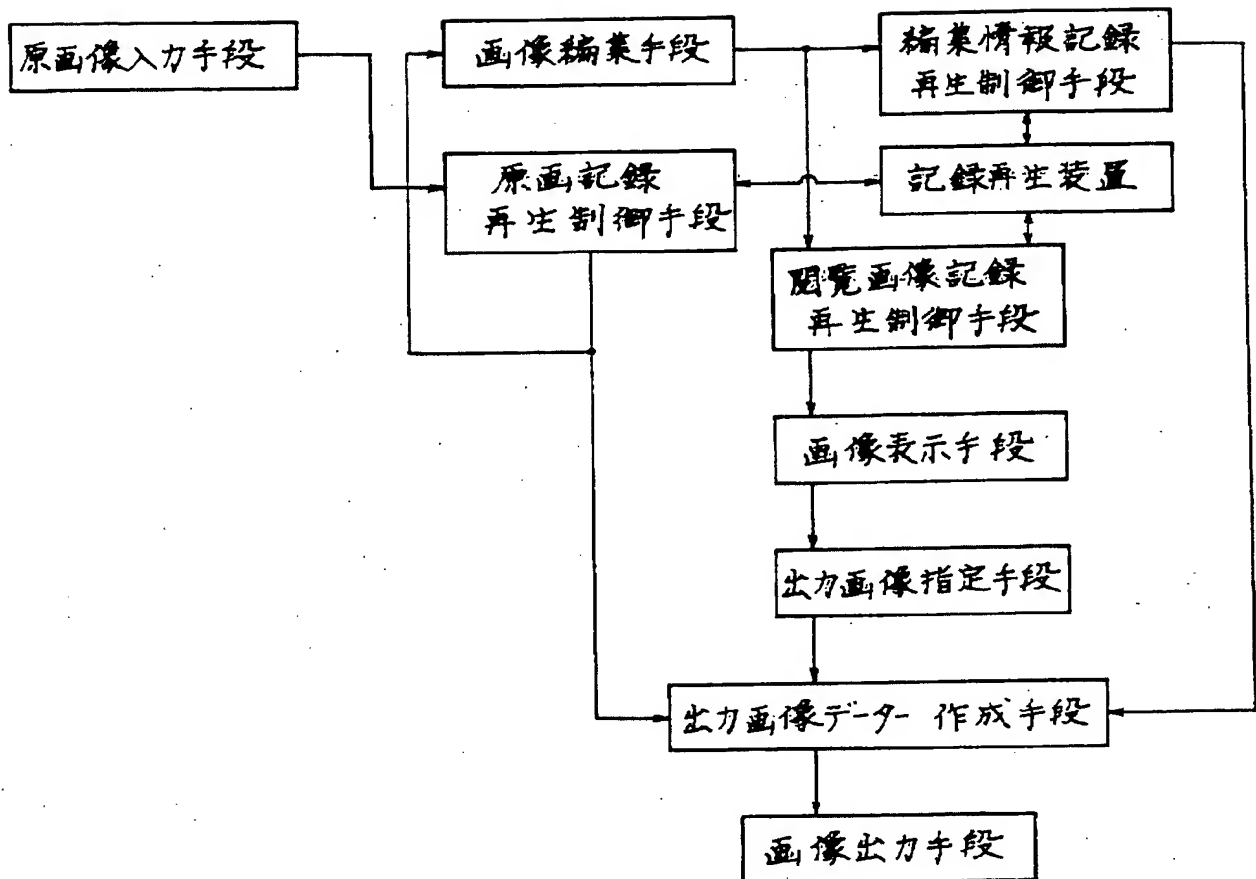 原画像入力手段
画像編集手段
編集情報記録
再生制御手段
原画記録
再生制御手段
記録再生装置
閲覧画像記録
再生制御手段
画像表示手段
出力画像指定手段
出力画像データー作成手段
画像出力手段